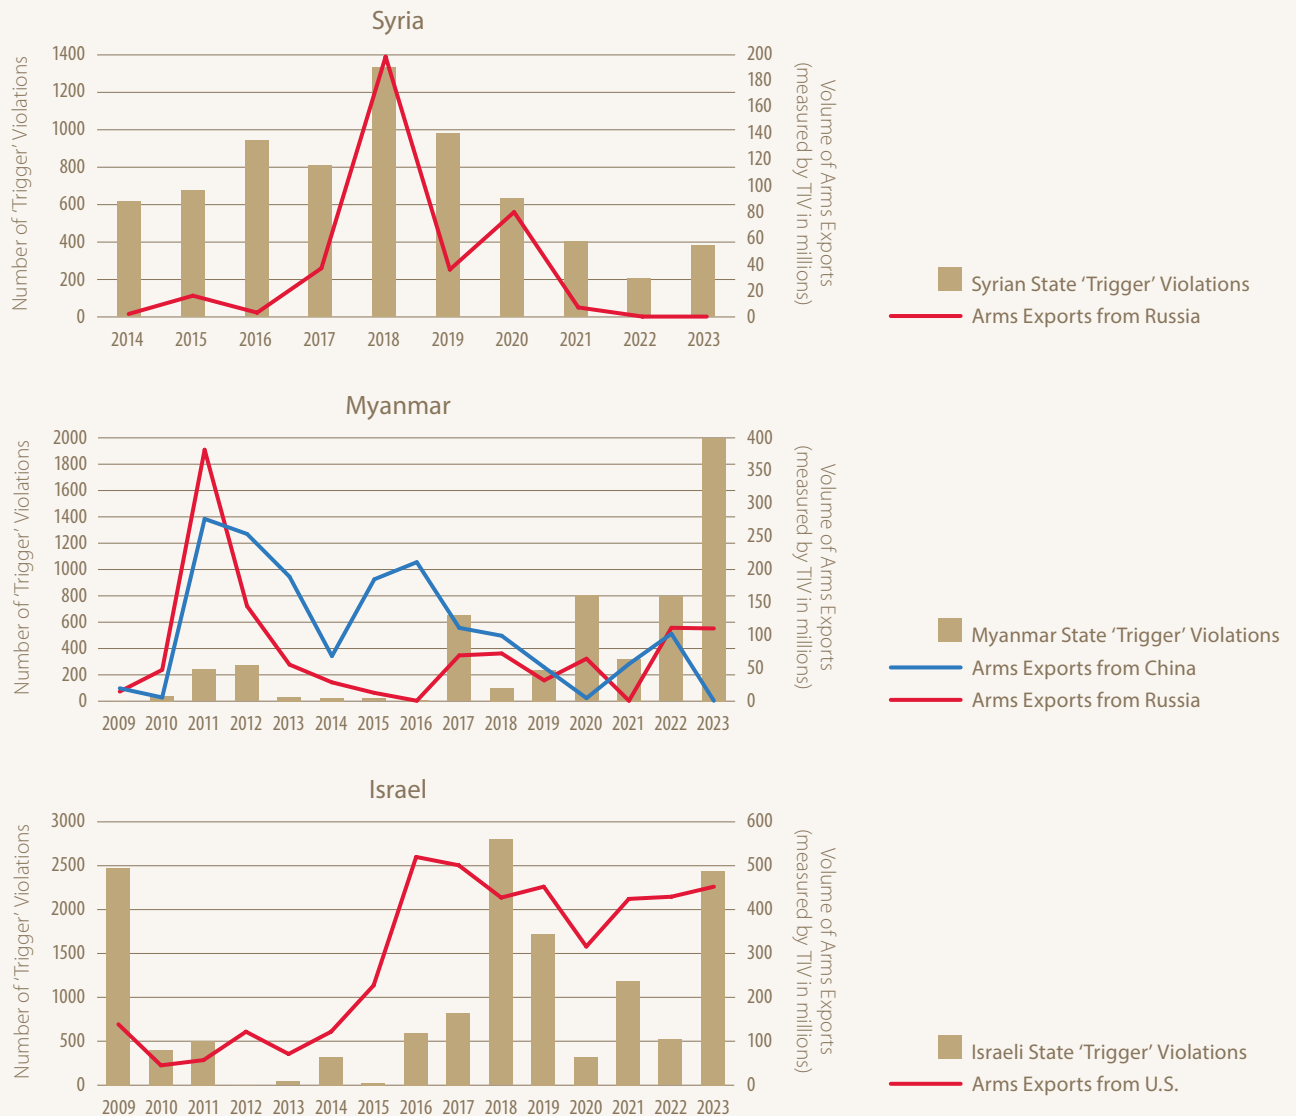 Syria
Number of 'Trigger' Violations
1400
1200
1000
800
600
400
200
0
200
180
160
140
120
100
80
60
40
20
0
Volume of Arms Exports
(measured by TIV in millions)
2014 2015 2016 2017 2018 2019 2020 2021 2022 2023
Syrian State 'Trigger' Violations
Arms Exports from Russia
Myanmar
Number of 'Trigger' Violations
2000
1800
1600
1400
1200
1000
800
600
400
200
0
400
350
300
250
200
150
100
50
0
Volume of Arms Exports
(measured by TIV in millions)
2009 2010 2011 2012 2013 2014 2015 2016 2017 2018 2019 2020 2021 2022 2023
Myanmar State 'Trigger' Violations
Arms Exports from China
Arms Exports from Russia
Israel
Number of 'Trigger' Violations
3000
2500
2000
1500
1000
500
0
600
500
400
300
200
100
0
Volume of Arms Exports
(measured by TIV in millions)
2009 2010 2011 2012 2013 2014 2015 2016 2017 2018 2019 2020 2021 2022 2023
Israeli State 'Trigger' Violations
Arms Exports from U.S.